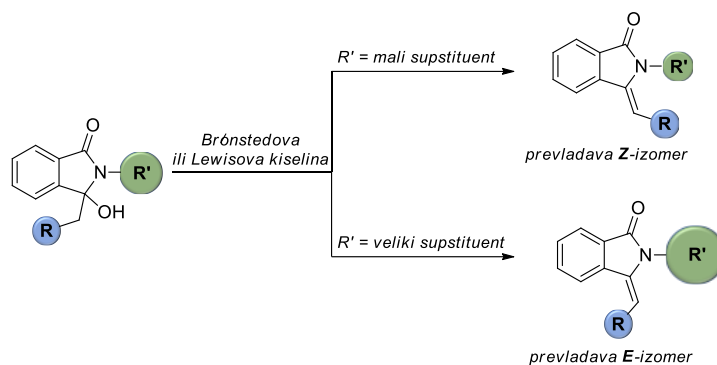 O
N
R'
OH
R
Brónstedova
ili Lewisova kiselina
R' = mali supstituent
O
N
R'
R
prevladava Z-izomer
R' = veliki supstituent
O
N
R'
R
prevladava E-izomer